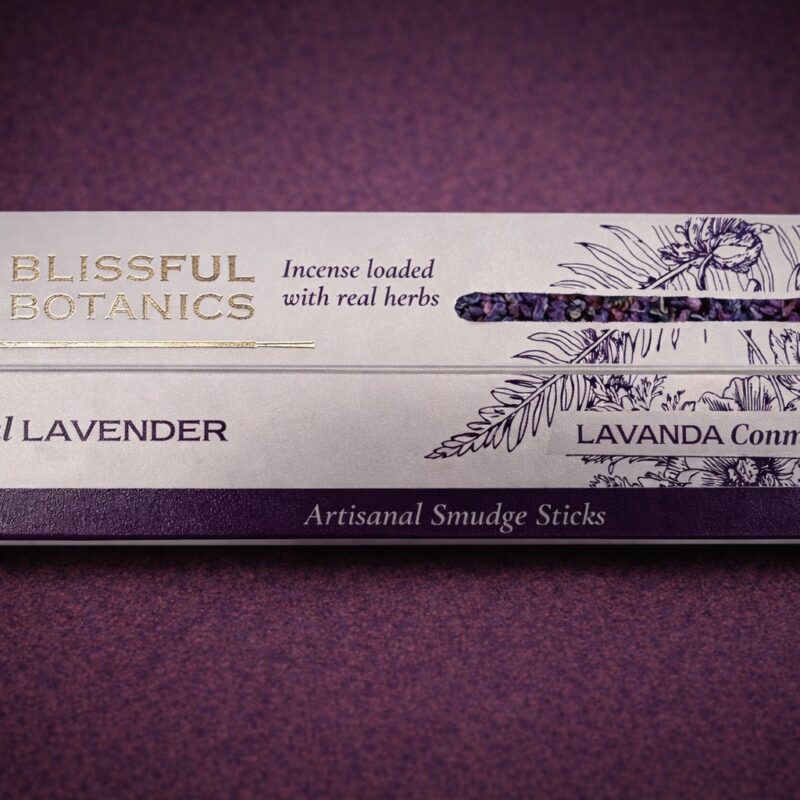 BLISSFUL
BOTANICS
Incense loaded
with real herbs
LAVENDER
LAVANDA
Artisanal Smudge Sticks